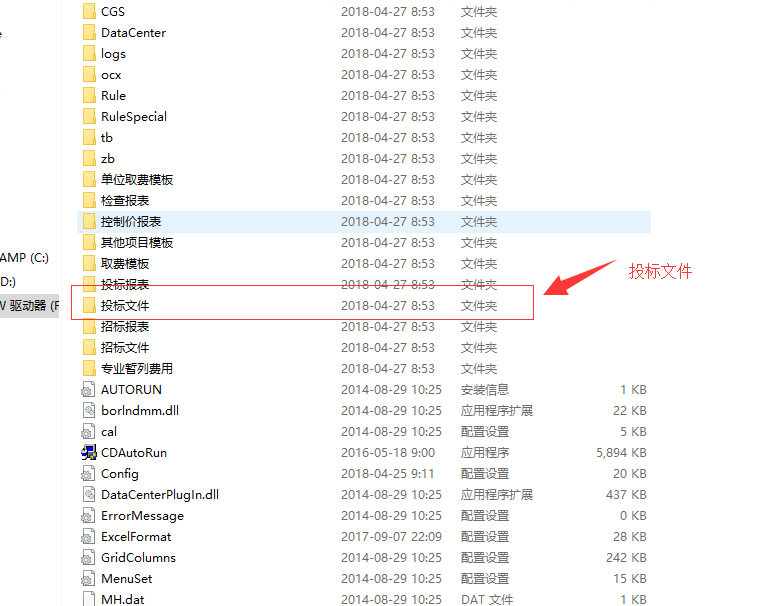 CGS 2018-04-27 8:53 文件夹
DataCenter 2018-04-27 8:53 文件夹
logs 2018-04-27 8:53 文件夹
ocx 2018-04-27 8:53 文件夹
Rule 2018-04-27 8:53 文件夹
RuleSpecial 2018-04-27 8:53 文件夹
tb 2018-04-27 8:53 文件夹
zb 2018-04-27 8:53 文件夹
单位取费模板 2018-04-27 8:53 文件夹
检查报表 2018-04-27 8:53 文件夹
控制价报表 2018-04-27 8:53 文件夹
其他项目模板 2018-04-27 8:53 文件夹
AMP (C:)
取费模板 2018-04-27 8:53 文件夹
投标文件
D:)
投标报表 2018-04-27 8:53 文件夹
驱动器 (F
投标文件 2018-04-27 8:53 文件夹
招标报表 2018-04-27 8:53 文件夹
招标文件 2018-04-27 8:53 文件夹
专业暂列费用 2018-04-27 8:53 文件夹
AUTORUN 2014-08-29 10:25 安装信息 1 KB
borlndmm.dll 2014-08-29 10:25 应用程序扩展 22 KB
cal 2014-08-29 10:25 配置设置 5 KB
CDAutoRun 2016-05-18 9:00 应用程序 5,894 KB
Config 2018-04-25 9:11 配置设置 20 KB
DataCenterPlugIn.dll 2014-08-29 10:25 应用程序扩展 437 KB
ErrorMessage 2014-08-29 10:25 配置设置 0 KB
ExcelFormat 2017-09-07 22:09 配置设置 28 KB
GridColumns 2014-08-29 10:25 配置设置 242 KB
MenuSet 2014-08-29 10:25 配置设置 15 KB
MH.dat 2014-08-29 10:25 DAT 文件 1 KB